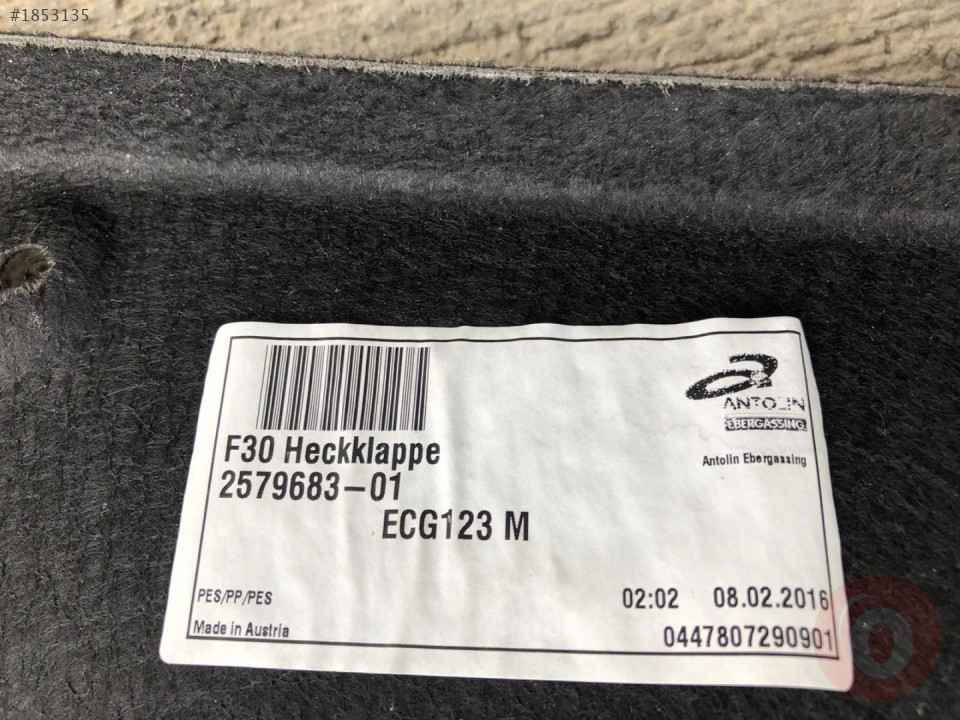 #1853135
ANTOLIN
EBERGASSING
F30 Heckklappe
Antolin Ebergassing
2579683-01
ECG123 M
PES/PP/PES
02:02 08.02.2016
Made in Austria
0447807290901